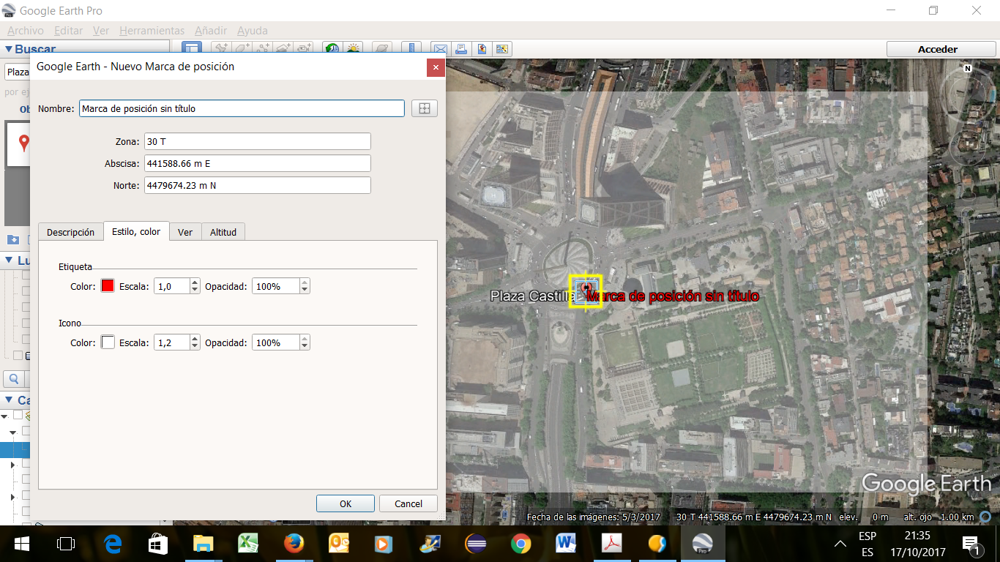 Google Earth Pro
Archivo Editar Ver Herramientas Añadir Ayuda
Buscar
Acceder
Google Earth - Nuevo Marca de posición
Plaza
por ej
Nombre: Marca de posición sin título
Zona: 30 T
Abscisa: 441588.66 m E
Norte: 4479674.23 m N
Descripción Estilo, color Ver Altitud
Etiqueta
Color: Escala: 1,0 Opacidad: 100%
Icono
Color: Escala: 1,2 Opacidad: 100%
OK Cancel
N
Plaza Castilla Marca de posición sin título
Google Earth
Fecha de las imágenes: 5/3/2017 30 T 441588.66 m E 4479674.23 m N elev. 0 m alt. ojo 1.00 km
ESP
ES
21:35
17/10/2017
1